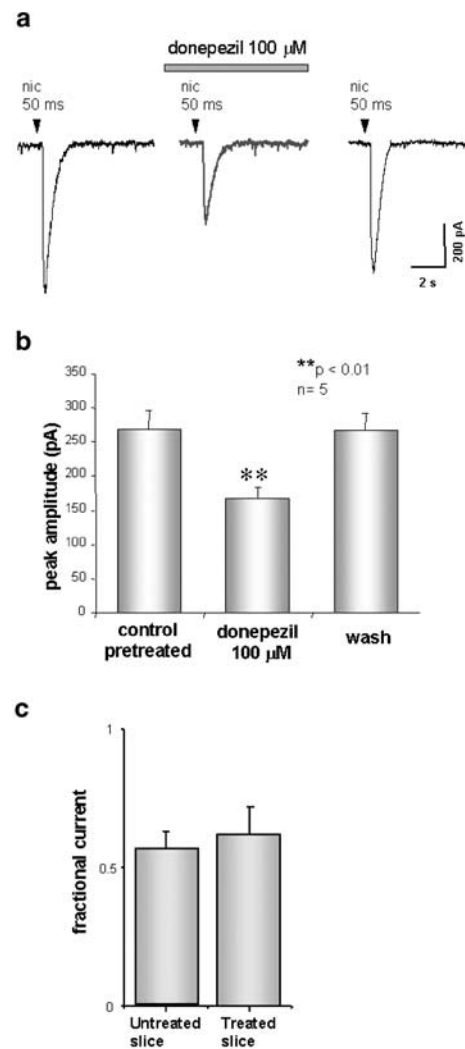 a
donepezil 100 µM
nic
50 ms
nic
50 ms
nic
50 ms
200 pA
2 s
b
**p < 0.01
n= 5
350
300
250
200
150
100
50
0
peak amplitude (pA)
**
control
pretreated
donepezil
100 µM
wash
c
1
0.5
0
fractional current
Untreated
slice
Treated
slice